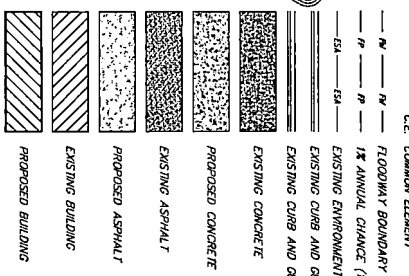 C.E. COMMON ELEMENT
FW FW FLOODWAY BOUNDARY
FP FP 1% ANNUAL CHANCE (
ESA ESA EXISTING ENVIRONMENT
EXISTING CURB AND G
EXISTING CURB AND G
EXISTING CONCRETE
PROPOSED CONCRETE
EXISTING ASPHALT
PROPOSED ASPHALT
EXISTING BUILDING
PROPOSED BUILDING